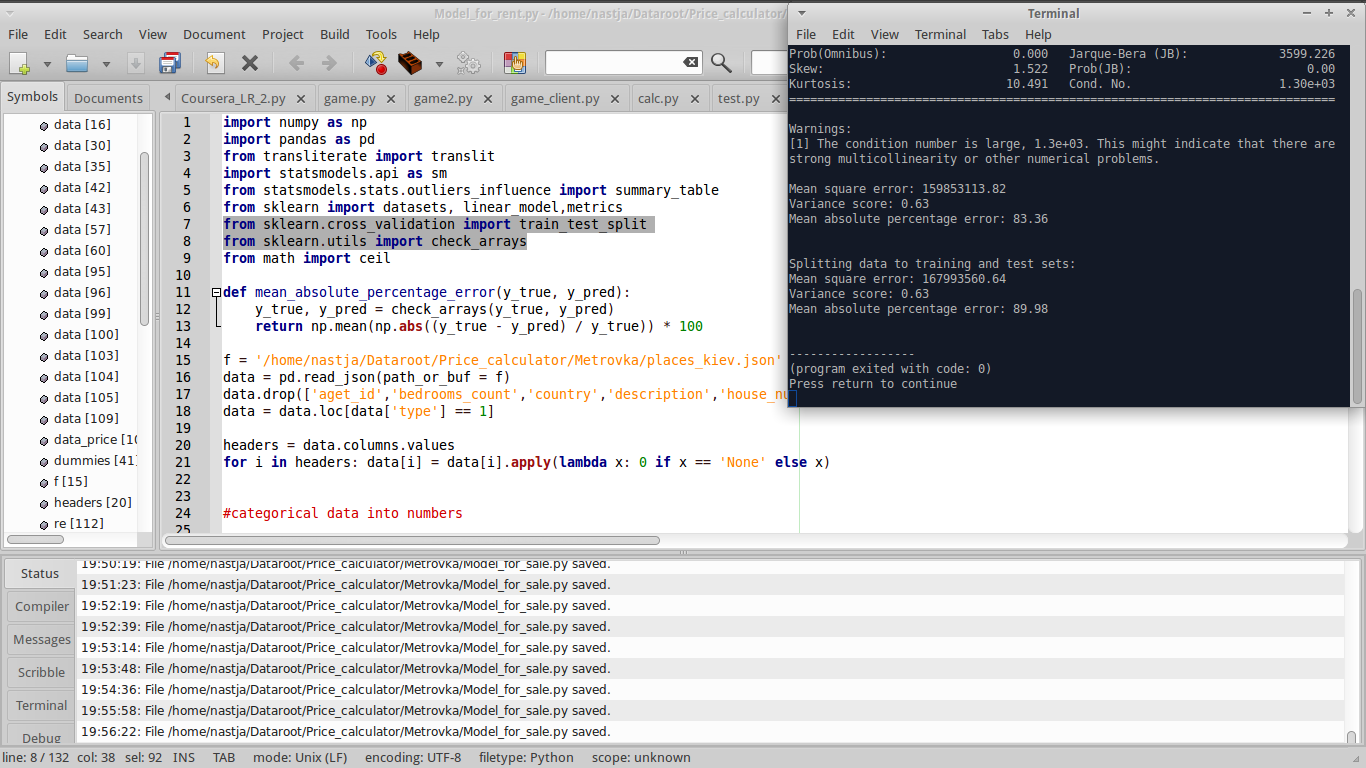 Model_for_rent.py - /home/nastja/Dataroot/Price_calculator/
File Edit Search View Document Project Build Tools Help
Symbols Documents
Coursera_LR_2.py game.py game2.py game_client.py calc.py test.py
data [16]
data [30]
data [35]
data [42]
data [43]
data [57]
data [60]
data [95]
data [96]
data [99]
data [100]
data [103]
data [104]
data [105]
data [109]
data_price [10
dummies [41]
f [15]
headers [20]
re [112]
1 import numpy as np
2 import pandas as pd
3 from transliterate import translit
4 import statsmodels.api as sm
5 from statsmodels.stats.outliers_influence import summary_table
6 from sklearn import datasets, linear_model,metrics
7 from sklearn.cross_validation import train_test_split
8 from sklearn.utils import check_arrays
9 from math import ceil
10
11 def mean_absolute_percentage_error(y_true, y_pred):
12 y_true, y_pred = check_arrays(y_true, y_pred)
13 return np.mean(np.abs((y_true - y_pred) / y_true)) * 100
14
15 f = '/home/nastja/Dataroot/Price_calculator/Metrovka/places_kiev.json'
16 data = pd.read_json(path_or_buf = f)
17 data.drop(['aget_id','bedrooms_count','country','description','house_nu
18 data = data.loc[data['type'] == 1]
19
20 headers = data.columns.values
21 for i in headers: data[i] = data[i].apply(lambda x: 0 if x == 'None' else x)
22
23
24 #categorical data into numbers
25
Terminal
File Edit View Terminal Tabs Help
Prob(Omnibus): 0.000 Jarque-Bera (JB): 3599.226
Skew: 1.522 Prob(JB): 0.00
Kurtosis: 10.491 Cond. No. 1.30e+03
==============================================================================
Warnings:
[1] The condition number is large, 1.3e+03. This might indicate that there are
strong multicollinearity or other numerical problems.
Mean square error: 159853113.82
Variance score: 0.63
Mean absolute percentage error: 83.36
Splitting data to training and test sets:
Mean square error: 167993560.64
Variance score: 0.63
Mean absolute percentage error: 89.98
------------------
(program exited with code: 0)
Press return to continue
Status
Compiler
Messages
Scribble
Terminal
Debug
19:50:19: File /home/nastja/Dataroot/Price_calculator/Metrovka/Model_for_sale.py saved.
19:51:23: File /home/nastja/Dataroot/Price_calculator/Metrovka/Model_for_sale.py saved.
19:52:19: File /home/nastja/Dataroot/Price_calculator/Metrovka/Model_for_sale.py saved.
19:52:39: File /home/nastja/Dataroot/Price_calculator/Metrovka/Model_for_sale.py saved.
19:53:14: File /home/nastja/Dataroot/Price_calculator/Metrovka/Model_for_sale.py saved.
19:53:48: File /home/nastja/Dataroot/Price_calculator/Metrovka/Model_for_sale.py saved.
19:54:36: File /home/nastja/Dataroot/Price_calculator/Metrovka/Model_for_sale.py saved.
19:55:58: File /home/nastja/Dataroot/Price_calculator/Metrovka/Model_for_sale.py saved.
19:56:22: File /home/nastja/Dataroot/Price_calculator/Metrovka/Model_for_sale.py saved.
line: 8 / 132 col: 38 sel: 92 INS TAB mode: Unix (LF) encoding: UTF-8 filetype: Python scope: unknown